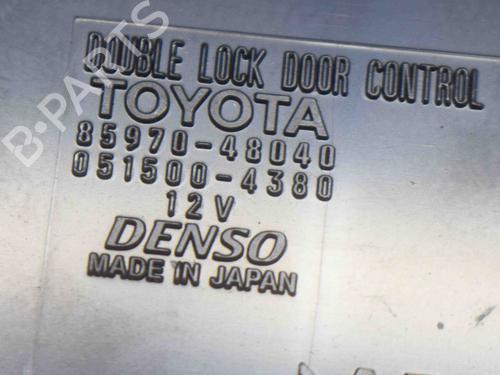 DOUBLE LOCK DOOR CONTROL
TOYOTA
85970-48040
051500-4380
12V
DENSO
MADE IN JAPAN
B-PARTS